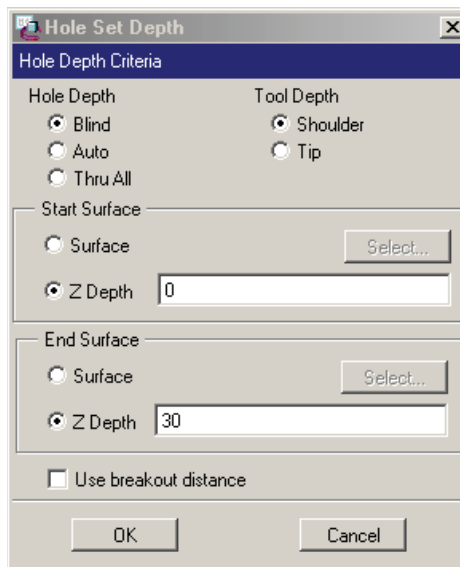 Hole Set Depth
Hole Depth Criteria
Hole Depth Tool Depth
Blind Shoulder
Auto Tip
Thru All
Start Surface
Surface Select...
Z Depth 0
End Surface
Surface Select...
Z Depth 30
Use breakout distance
OK Cancel